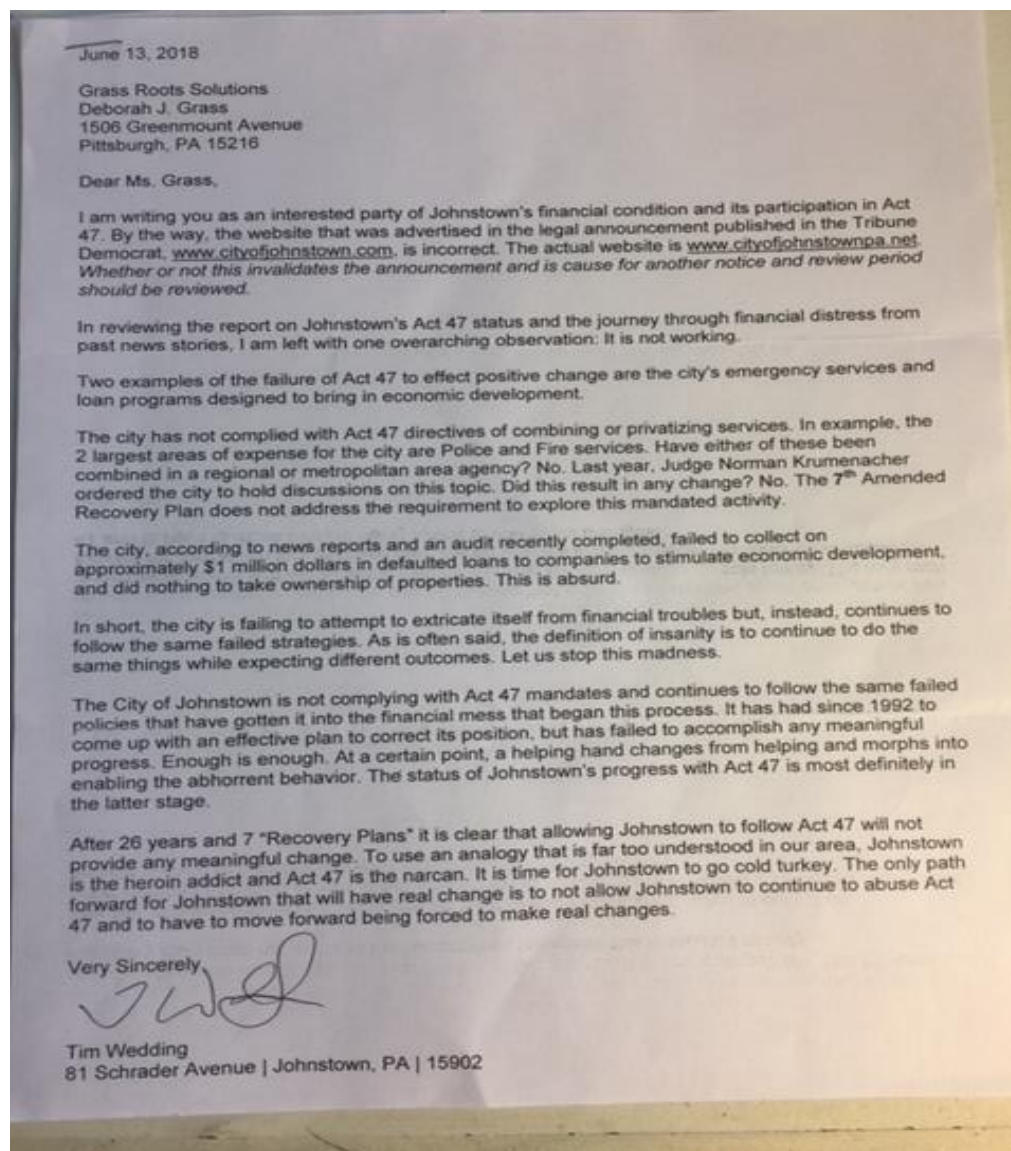 June 13, 2018
Grass Roots Solutions
Deborah J. Grass
1506 Greenmount Avenue
Pittsburgh, PA 15216
Dear Ms. Grass,
I am writing you as an interested party of Johnstown's financial condition and its participation in Act
47. By the way, the website that was advertised in the legal announcement published in the Tribune
Democrat, www.cityofjohnstown.com, is incorrect. The actual website is www.cityofjohnstownpa.net.
Whether or not this invalidates the announcement and is cause for another notice and review period
should be reviewed.
In reviewing the report on Johnstown's Act 47 status and the journey through financial distress from
past news stories, I am left with one overarching observation: It is not working.
Two examples of the failure of Act 47 to effect positive change are the city's emergency services and
loan programs designed to bring in economic development.
The city has not complied with Act 47 directives of combining or privatizing services. In example, the
2 largest areas of expense for the city are Police and Fire services. Have either of these been
combined in a regional or metropolitan area agency? No. Last year, Judge Norman Krumenacher
ordered the city to hold discussions on this topic. Did this result in any change? No. The 7th Amended
Recovery Plan does not address the requirement to explore this mandated activity.
The city, according to news reports and an audit recently completed, failed to collect on
approximately $1 million dollars in defaulted loans to companies to stimulate economic development,
and did nothing to take ownership of properties. This is absurd.
In short, the city is failing to attempt to extricate itself from financial troubles but, instead, continues to
follow the same failed strategies. As is often said, the definition of insanity is to continue to do the
same things while expecting different outcomes. Let us stop this madness.
The City of Johnstown is not complying with Act 47 mandates and continues to follow the same failed
policies that have gotten it into the financial mess that began this process. It has had since 1992 to
come up with an effective plan to correct its position, but has failed to accomplish any meaningful
progress. Enough is enough. At a certain point, a helping hand changes from helping and morphs into
enabling the abhorrent behavior. The status of Johnstown's progress with Act 47 is most definitely in
the latter stage.
After 26 years and 7 "Recovery Plans" it is clear that allowing Johnstown to follow Act 47 will not
provide any meaningful change. To use an analogy that is far too understood in our area, Johnstown
is the heroin addict and Act 47 is the narcan. It is time for Johnstown to go cold turkey. The only path
forward for Johnstown that will have real change is to not allow Johnstown to continue to abuse Act
47 and to have to move forward being forced to make real changes.
Very Sincerely,
Tim Wedding
81 Schrader Avenue | Johnstown, PA | 15902